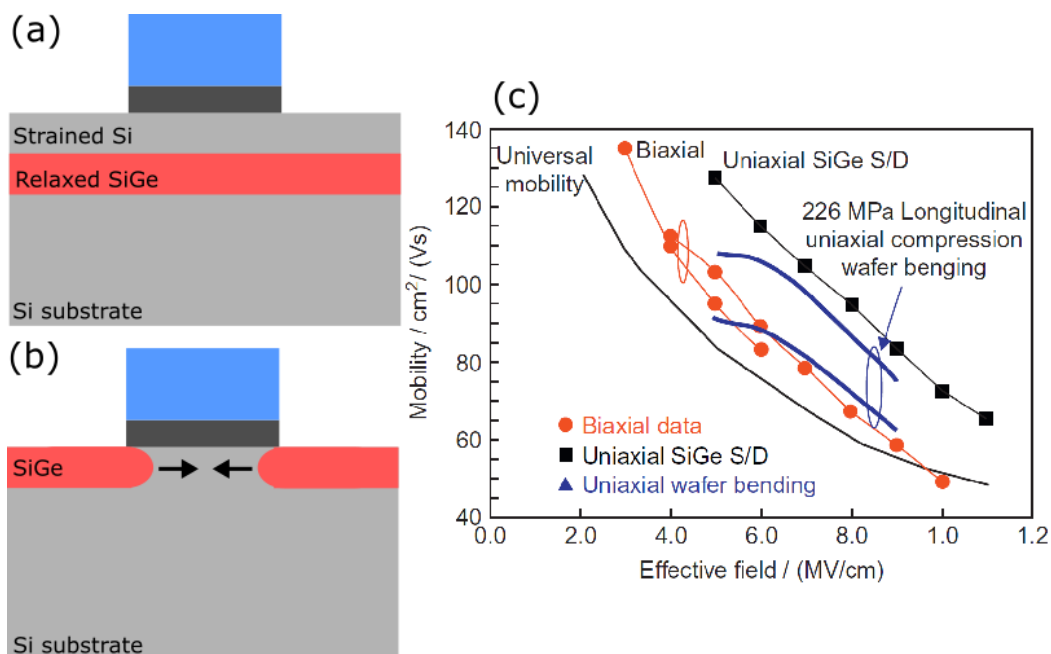 (a)
Strained Si
Relaxed SiGe
Si substrate
(b)
SiGe
Si substrate
(c)
140
120
100
80
60
40
0.0
2.0
4.0
6.0
8.0
1.0
1.2
Mobility / cm²/ (Vs)
Effective field / (MV/cm)
Universal
mobility
Biaxial
Uniaxial SiGe S/D
226 MPa Longitudinal
uniaxial compression
wafer benging
Biaxial data
Uniaxial SiGe S/D
Uniaxial wafer bending